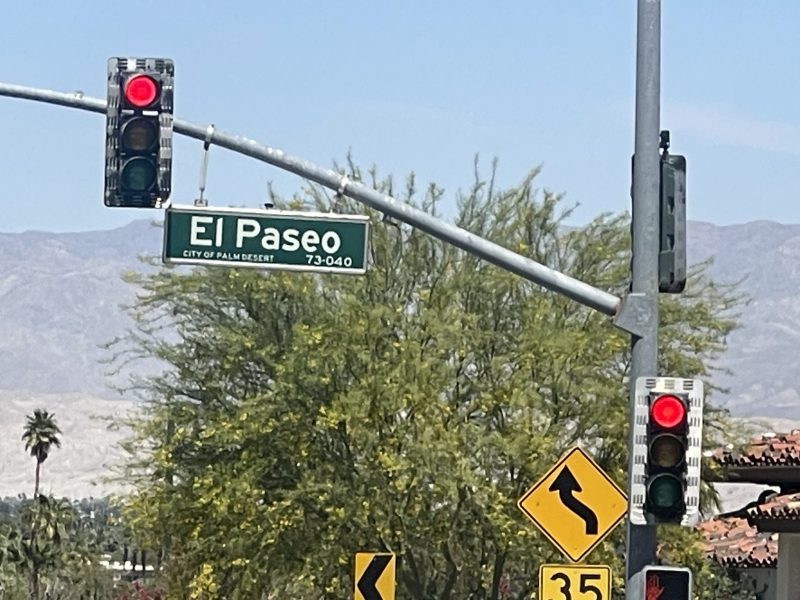 El Paseo
CITY OF PALM DESERT 73-040
35